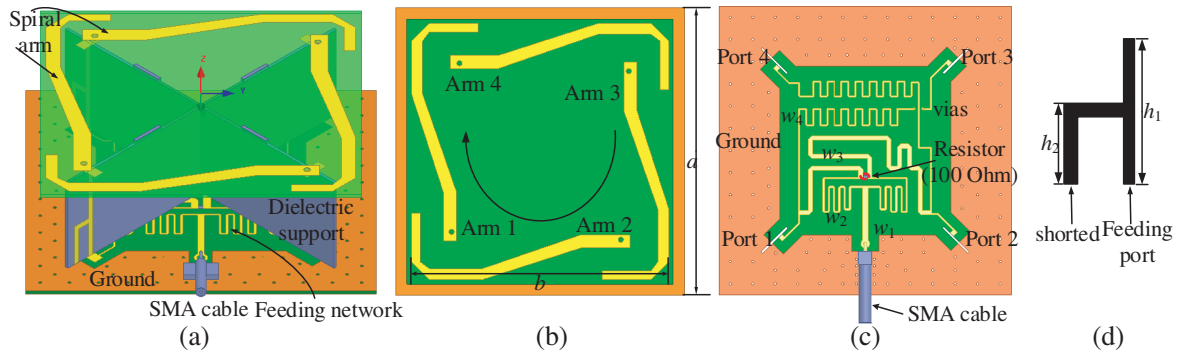 Spiral
arm
Z
Y
Dielectric
support
Ground
SMA cable
Feeding network
(a)
Arm 4
Arm 3
Arm 1
Arm 2
b
a
(b)
Port 4
Port 3
w4
vias
Ground
w3
Resistor
(100 Ohm)
w2
w1
Port 1
Port 2
SMA cable
(c)
h1
h2
shorted
Feeding
port
(d)